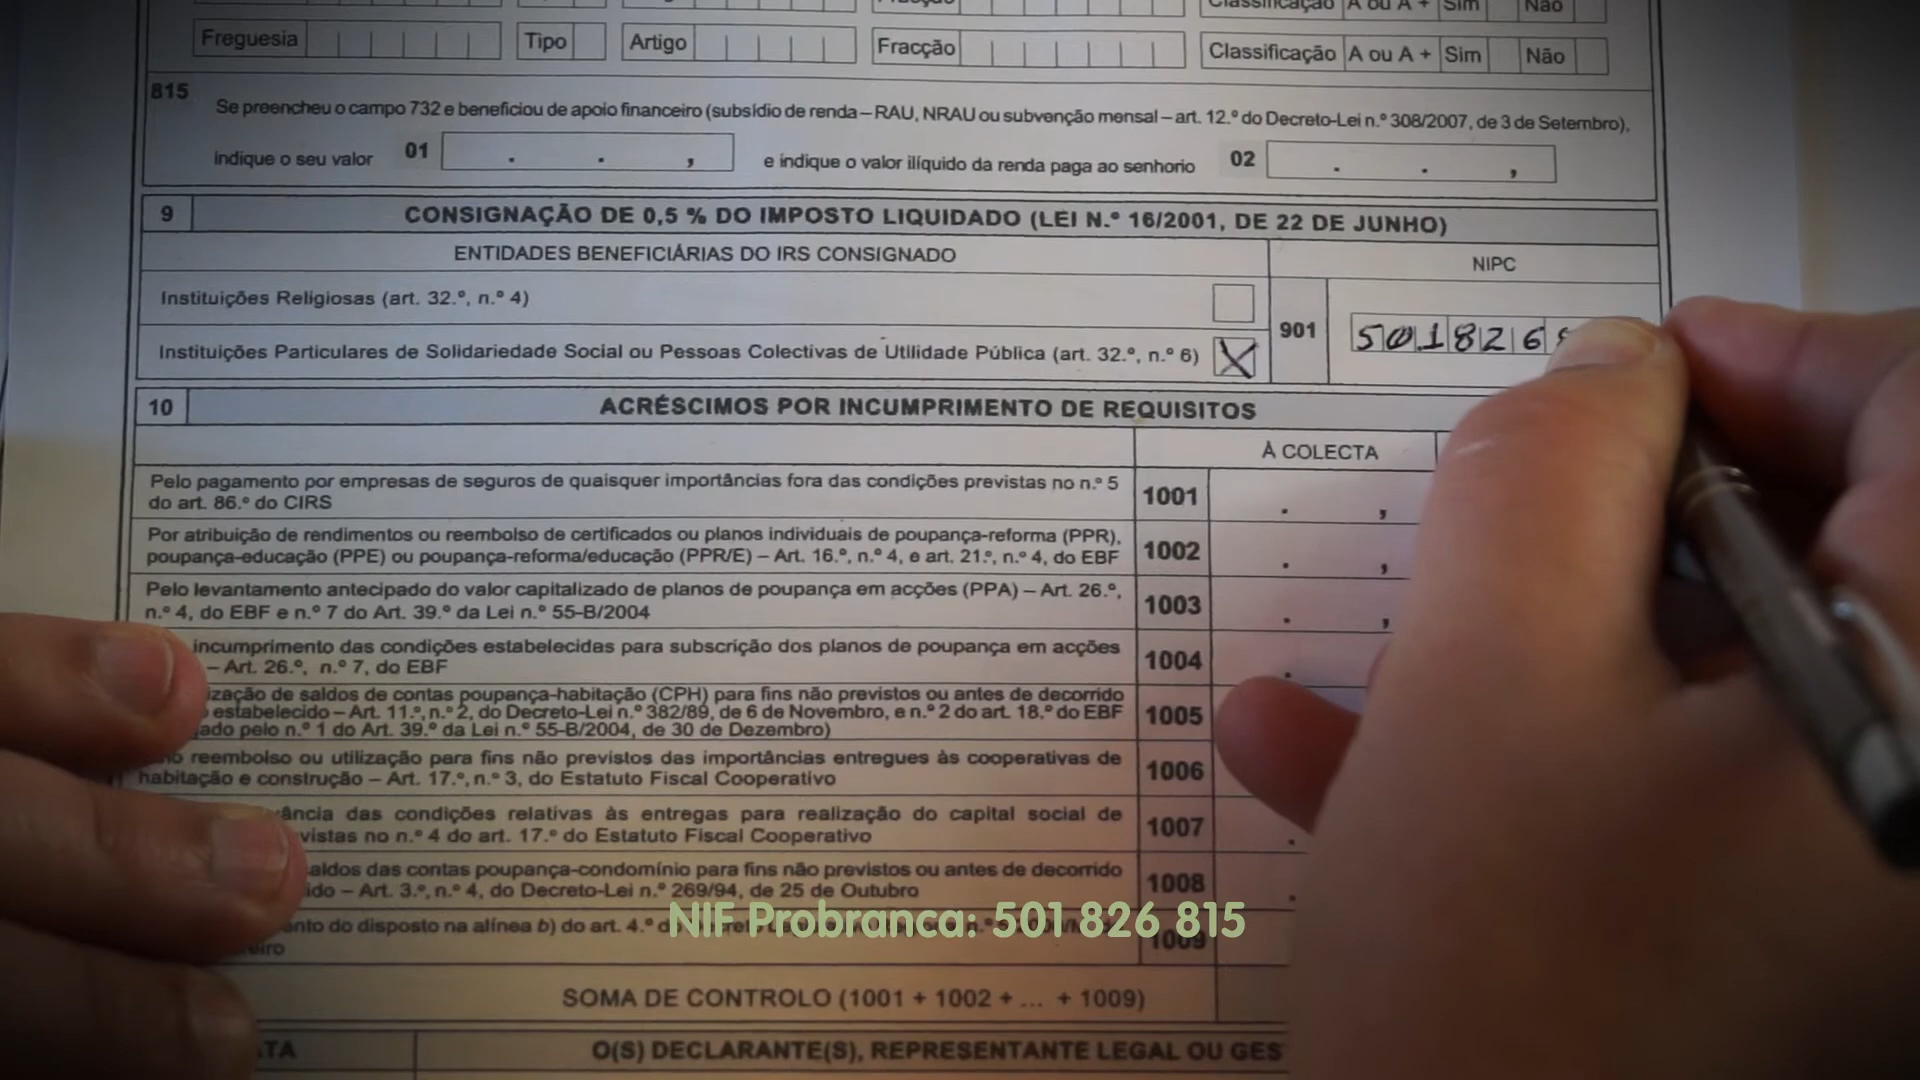 Classificação A ou A + Sim Não
Freguesia Tipo Artigo Fracção Classificação A ou A + Sim Não
815
Se preencheu o campo 732 e beneficiou de apoio financeiro (subsídio de renda – RAU, NRAU ou subvenção mensal – art. 12.º do Decreto-Lei n.º 308/2007, de 3 de Setembro),
indique o seu valor 01 . . , e indique o valor ilíquido da renda paga ao senhorio 02 . . ,
9 CONSIGNAÇÃO DE 0,5 % DO IMPOSTO LIQUIDADO (LEI N.º 16/2001, DE 22 DE JUNHO)
ENTIDADES BENEFICIÁRIAS DO IRS CONSIGNADO NIPC
Instituições Religiosas (art. 32.º, n.º 4)
901 501826
Instituições Particulares de Solidariedade Social ou Pessoas Colectivas de Utilidade Pública (art. 32.º, n.º 6) X
10 ACRÉSCIMOS POR INCUMPRIMENTO DE REQUISITOS
À COLECTA
Pelo pagamento por empresas de seguros de quaisquer importâncias fora das condições previstas no n.º 5
do art. 86.º do CIRS
1001 . ,
Por atribuição de rendimentos ou reembolso de certificados ou planos individuais de poupança-reforma (PPR),
poupança-educação (PPE) ou poupança-reforma/educação (PPR/E) – Art. 16.º, n.º 4, e art. 21.º, n.º 4, do EBF
1002 . ,
Pelo levantamento antecipado do valor capitalizado de planos de poupança em acções (PPA) – Art. 26.º,
n.º 4, do EBF e n.º 7 do Art. 39.º da Lei n.º 55-B/2004
1003 . ,
incumprimento das condições estabelecidas para subscrição dos planos de poupança em acções
– Art. 26.º, n.º 7, do EBF
1004 .
ização de saldos de contas poupança-habitação (CPH) para fins não previstos ou antes de decorrido
estabelecido – Art. 11.º, n.º 2, do Decreto-Lei n.º 382/89, de 6 de Novembro, e n.º 2 do art. 18.º do EBF
ado pelo n.º 1 do Art. 39.º da Lei n.º 55-B/2004, de 30 de Dezembro)
1005
reembolso ou utilização para fins não previstos das importâncias entregues às cooperativas de
habitação e construção – Art. 17.º, n.º 3, do Estatuto Fiscal Cooperativo
1006
ância das condições relativas às entregas para realização do capital social de
vistas no n.º 4 do art. 17.º do Estatuto Fiscal Cooperativo
1007 .
aldos das contas poupança-condomínio para fins não previstos ou antes de decorrido
ido – Art. 3.º, n.º 4, do Decreto-Lei n.º 269/94, de 25 de Outubro
1008 .
NIF Probranca: 501 826 815
nto do disposto na alínea b) do art. 4.º
eiro
1009
SOMA DE CONTROLO (1001 + 1002 + ... + 1009)
TA O(S) DECLARANTE(S), REPRESENTANTE LEGAL OU GES